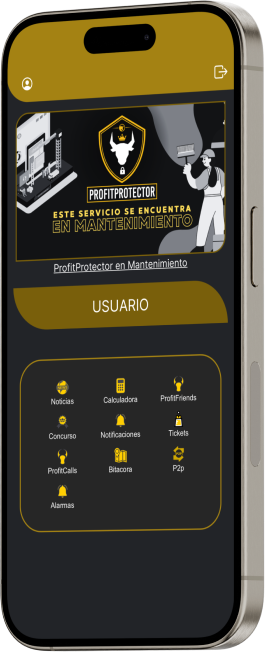 PROFITPROTECTOR
ESTE SERVICIO SE ENCUENTRA
EN MANTENIMIENTO
ProfitProtector en Mantenimiento
USUARIO
Noticias Calculadora ProfitFriends
Concurso Notificaciones Tickets
ProfitCalls Bitacora P2p
Alarmas